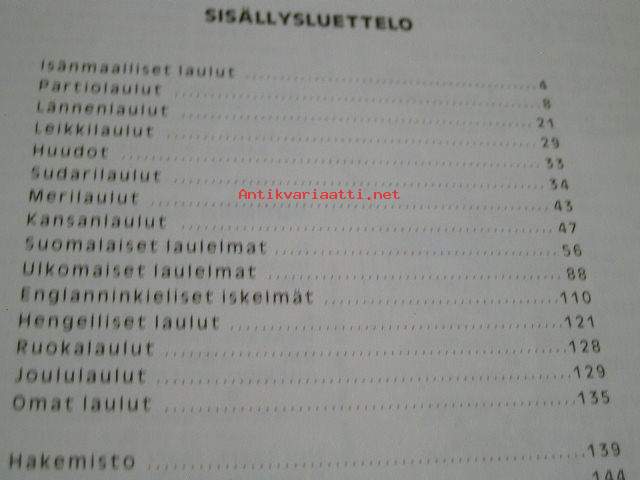 SISÄLLYSLUETTELO
Isänmaalliset laulut 4
Partiolaulut 8
Lännenlaulut 21
Leikkilaulut 29
Huudot 33
Sudarilaulut 34
Antikvariaatti.net
Merilaulut 43
Kansanlaulut 47
Suomalaiset laulelmat 56
Ulkomaiset laulelmat 88
Englanninkieliset iskelmät 110
Hengelliset laulut 121
Ruokalaulut 128
Joululaulut 129
Omat laulut 135
Hakemisto 139
144